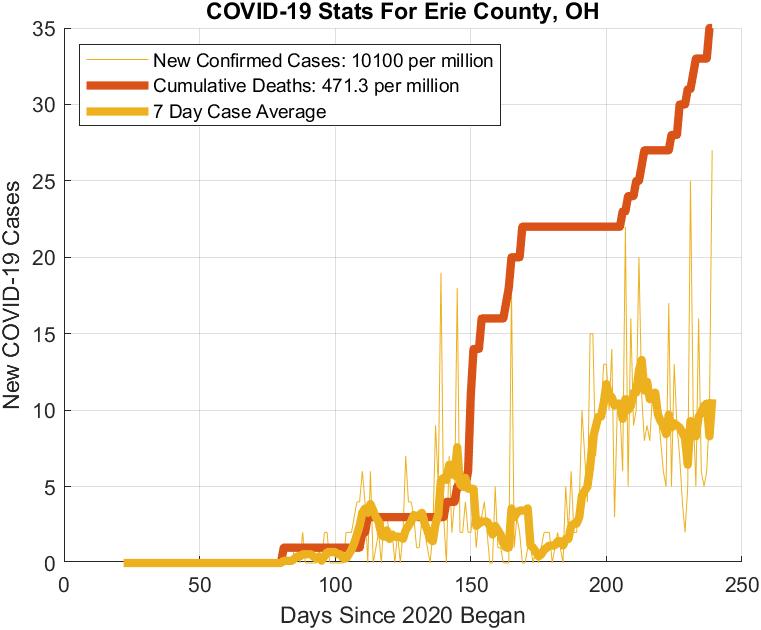 COVID-19 Stats For Erie County, OH
New Confirmed Cases: 10100 per million
Cumulative Deaths: 471.3 per million
7 Day Case Average
New COVID-19 Cases
35
30
25
20
15
10
5
0
0 50 100 150 200 250
Days Since 2020 Began